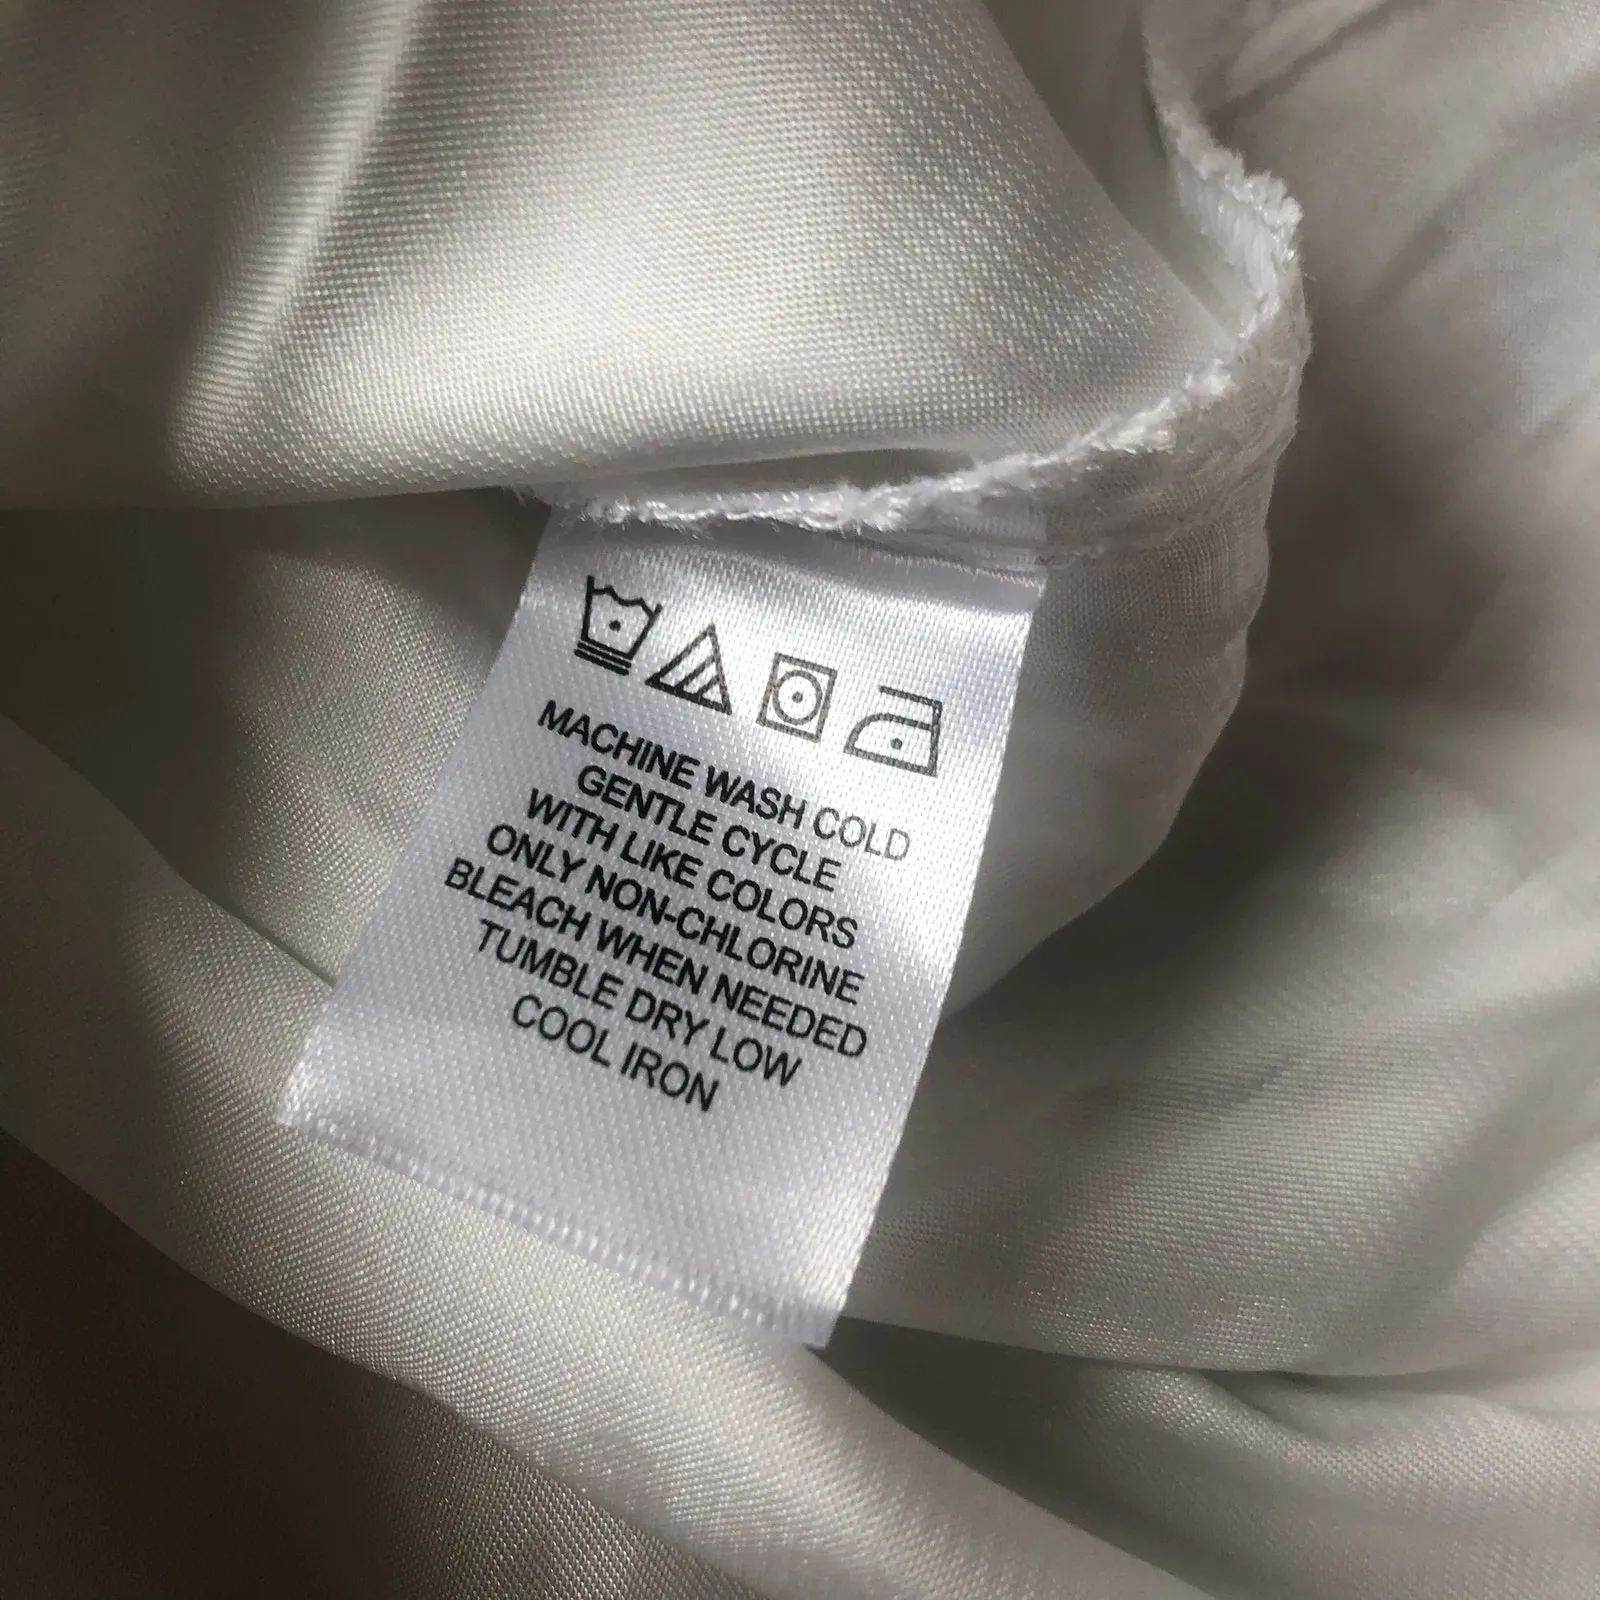 MACHINE WASH COLD
GENTLE CYCLE
WITH LIKE COLORS
ONLY NON-CHLORINE
BLEACH WHEN NEEDED
TUMBLE DRY LOW
COOL IRON